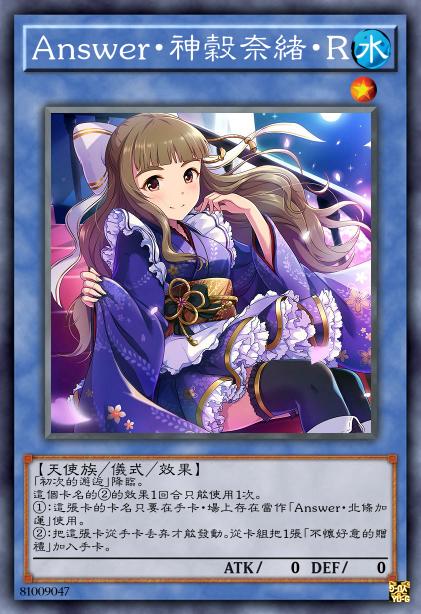 Answer・神穀奈緒・R
水
【天使族/儀式/效果】
「初次的邂逅」降臨。
這個卡名的②的效果1回合只能使用1次。
①:這張卡的卡名只要在手卡・場上存在當作「Answer・北條加
蓮」使用。
②:把這張卡從手卡丟弃才能發動。從卡組把1張「不懷好意的贈
禮」加入手卡。
ATK/ 0 DEF/ 0
81009047